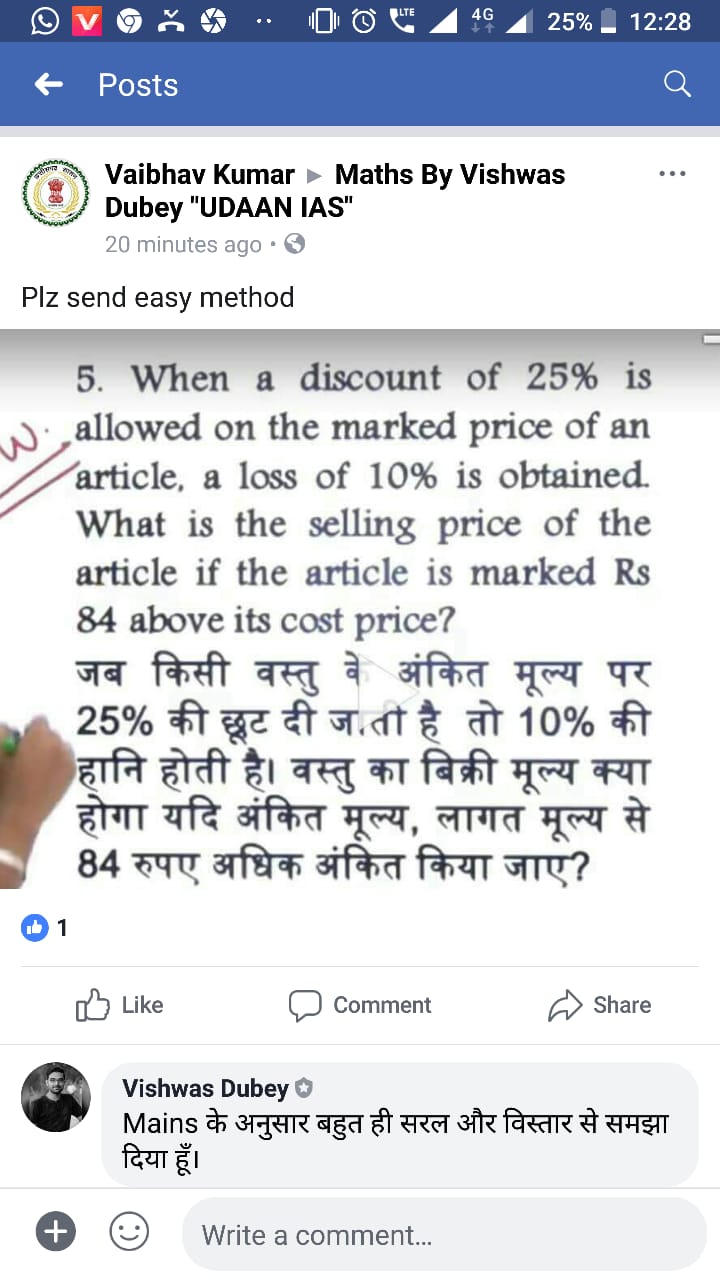 LTE 4G 25% 12:28
Posts
Vaibhav Kumar ▸ Maths By Vishwas
Dubey "UDAAN IAS"
20 minutes ago •
Plz send easy method
5. When a discount of 25% is
W. allowed on the marked price of an
article, a loss of 10% is obtained.
What is the selling price of the
article if the article is marked Rs
84 above its cost price?
जब किसी वस्तु के अंकित मूल्य पर
25% की छूट दी जाती है तो 10% की
हानि होती है। वस्तु का बिक्री मूल्य क्या
होगा यदि अंकित मूल्य, लागत मूल्य से
84 रुपए अधिक अंकित किया जाए?
1
Like Comment Share
Vishwas Dubey
Mains के अनुसार बहुत ही सरल और विस्तार से समझा
दिया हूँ।
Write a comment...